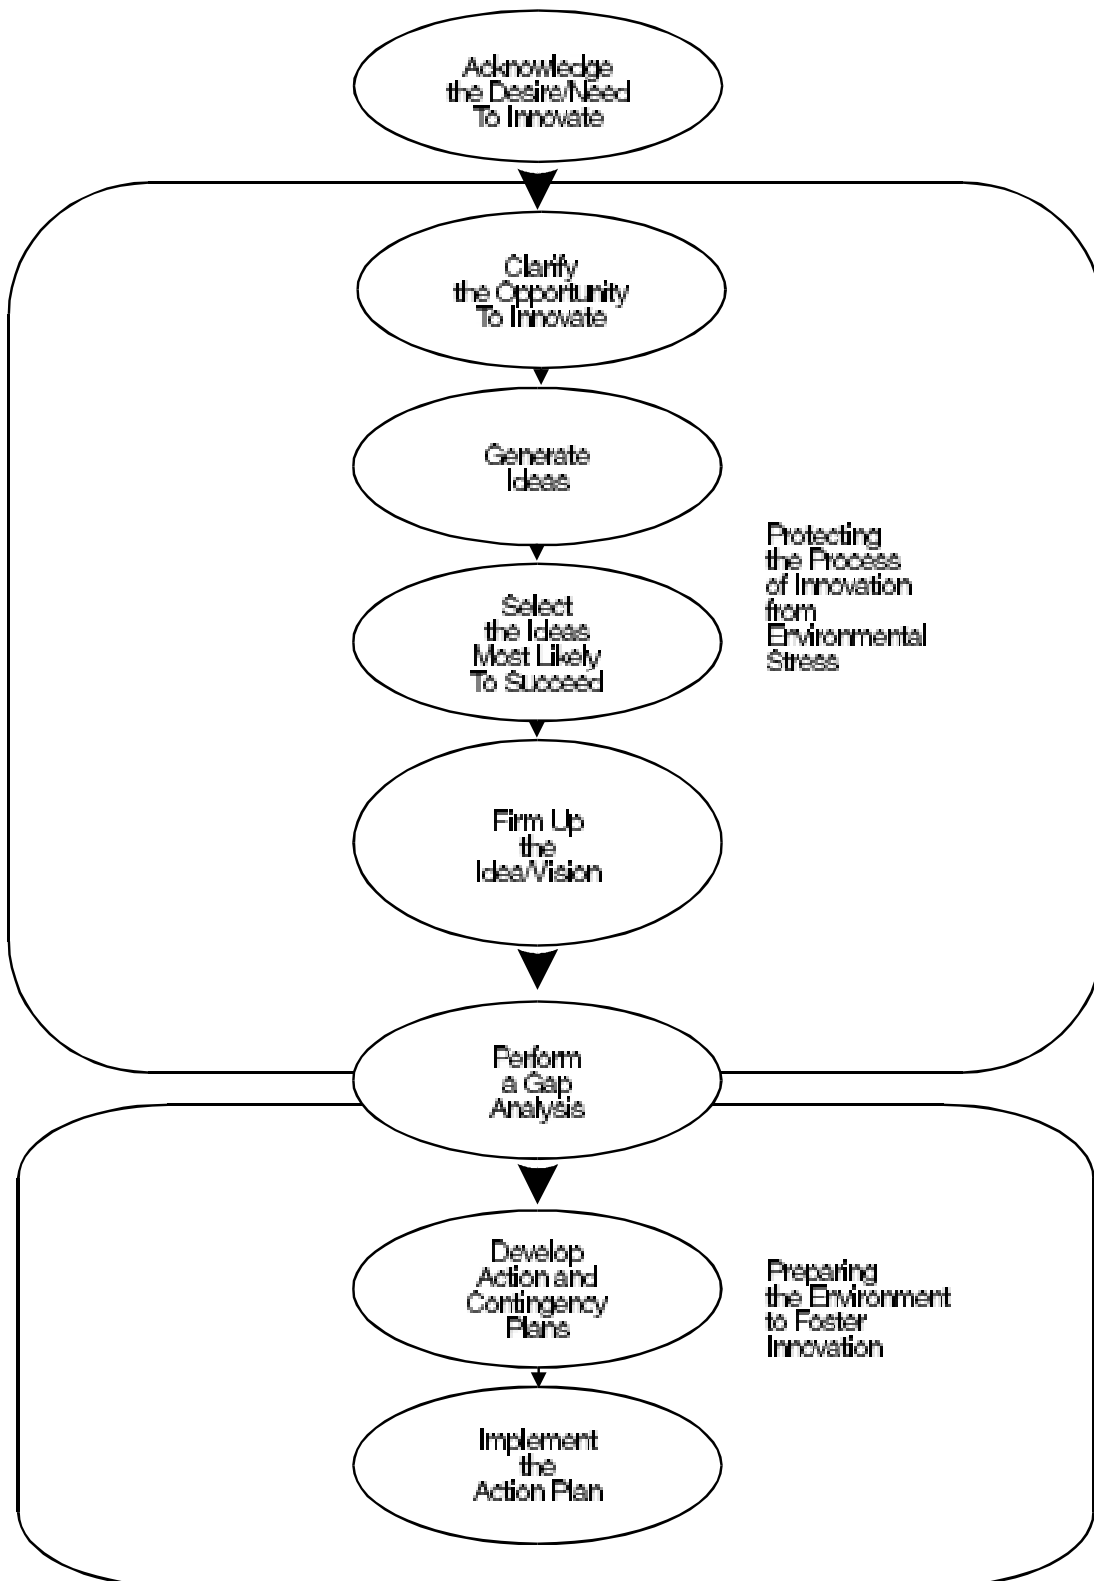 Acknowledge
the Desire/Need
To Innovate
Clarify
the Opportunity
To Innovate
Generate
Ideas
Select
the Ideas
Most Likely
To Succeed
Protecting
the Process
of Innovation
from
Environmental
Stress
Firm Up
the
Idea/Vision
Perform
a Gap
Analysis
Develop
Action and
Contingency
Plans
Preparing
the Environment
to Foster
Innovation
Implement
the
Action Plan